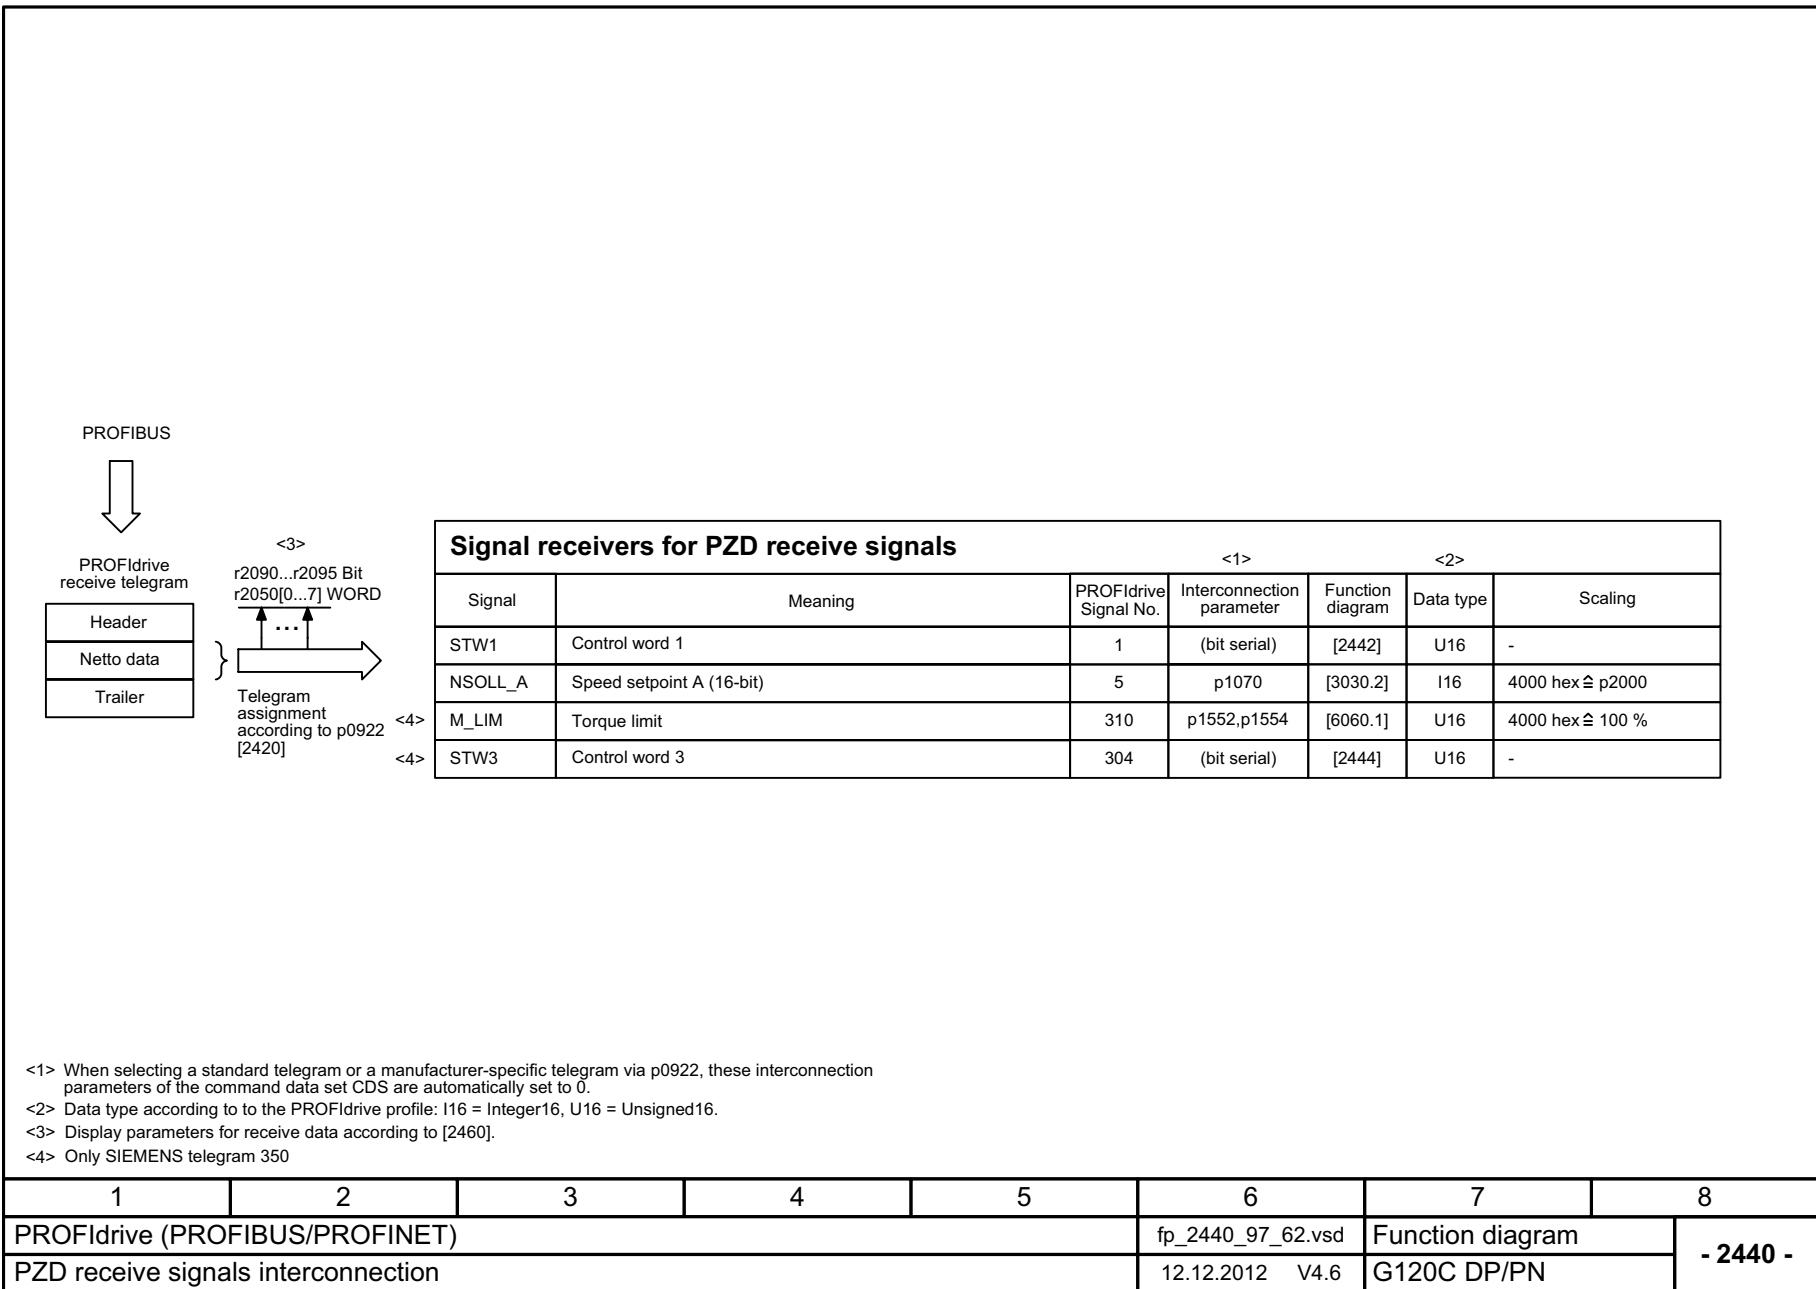 PROFIBUS
PROFIdrive
receive telegram
Header
Netto data
Trailer
<3>
r2090...r2095 Bit
r2050[0...7] WORD
...
Telegram
assignment
according to p0922
[2420]
Signal receivers for PZD receive signals <1> <2>
Signal Meaning PROFIdrive Signal No. Interconnection parameter Function diagram Data type Scaling
STW1 Control word 1 1 (bit serial) [2442] U16 -
NSOLL_A Speed setpoint A (16-bit) 5 p1070 [3030.2] I16 4000 hex ≙ p2000
<4> M_LIM Torque limit 310 p1552,p1554 [6060.1] U16 4000 hex ≙ 100 %
<4> STW3 Control word 3 304 (bit serial) [2444] U16 -
<1> When selecting a standard telegram or a manufacturer-specific telegram via p0922, these interconnection
parameters of the command data set CDS are automatically set to 0.
<2> Data type according to to the PROFIdrive profile: I16 = Integer16, U16 = Unsigned16.
<3> Display parameters for receive data according to [2460].
<4> Only SIEMENS telegram 350
1 2 3 4 5 6 7 8
PROFIdrive (PROFIBUS/PROFINET) fp_2440_97_62.vsd Function diagram - 2440 -
PZD receive signals interconnection 12.12.2012 V4.6 G120C DP/PN